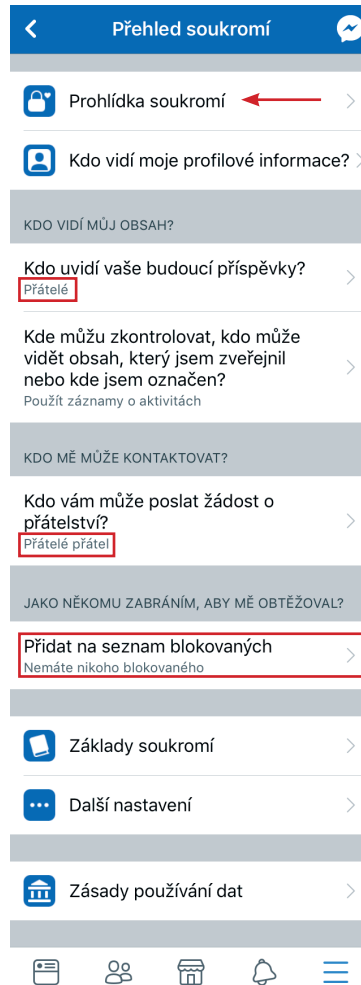 Přehled soukromí
Prohlídka soukromí
Kdo vidí moje profilové informace?
KDO VIDÍ MŮJ OBSAH?
Kdo uvidí vaše budoucí příspěvky?
Přátelé
Kde můžu zkontrolovat, kdo může
vidět obsah, který jsem zveřejnil
nebo kde jsem označen?
Použít záznamy o aktivitách
KDO MĚ MŮŽE KONTAKTOVAT?
Kdo vám může poslat žádost o
přátelství?
Přátelé přátel
JAKO NĚKOMU ZABRÁNÍM, ABY MĚ OBTĚŽOVAL?
Přidat na seznam blokovaných
Nemáte nikoho blokovaného
Základy soukromí
Další nastavení
Zásady používání dat